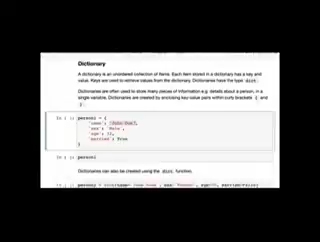 Dictionary
A dictionary is an unordered collection of items. Each item stored in a dictionary has a key and
value. Keys are used to retrieve values from the dictionary. Dictionaries have the type dict.
Dictionaries are often used to store many pieces of information e.g. details about a person, in a
single variable. Dictionaries are created by enclosing key-value pairs within curly brackets { and
}
In [ ]: person1 = {
'name': 'John Doe',
'sex': 'Male',
'age':
'married': True
}
In [ ]: person1
Dictionaries can also be created using the dict function.